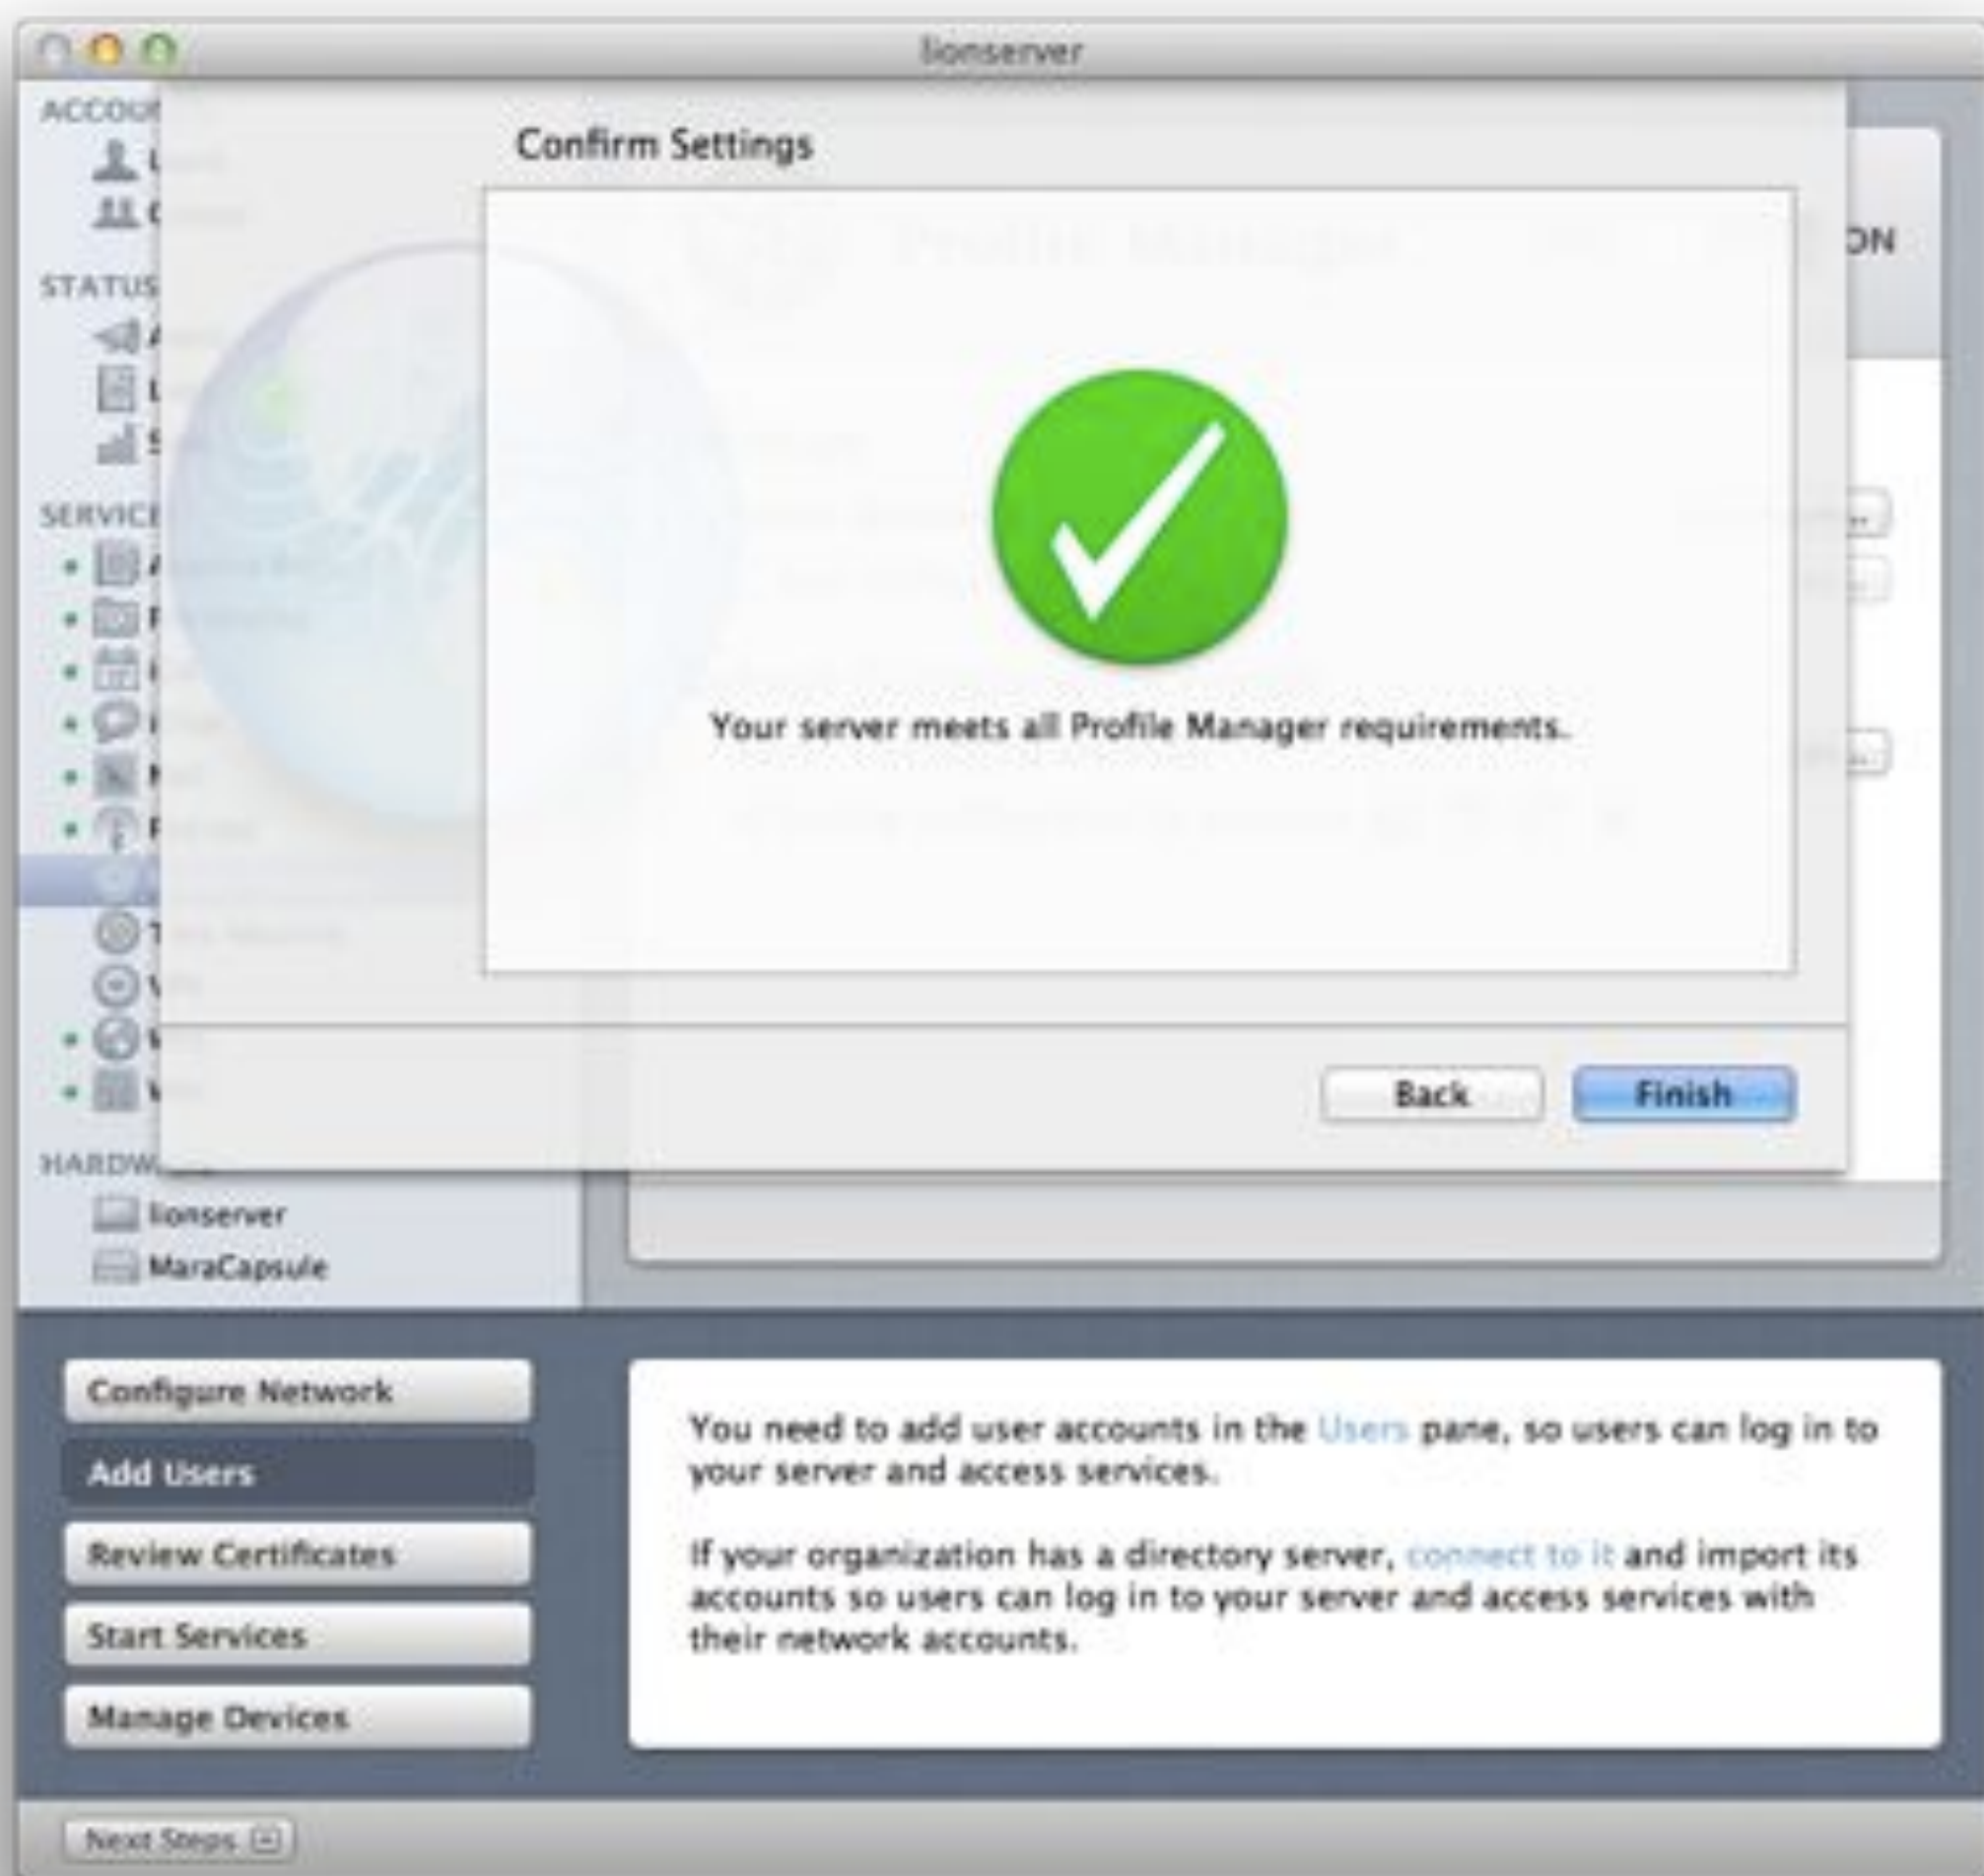 lionserver
Confirm Settings
STATUS
ON
Your server meets all Profile Manager requirements.
Back
Finish
lionserver
MaraCapsule
Configure Network
Add Users
Review Certificates
Start Services
Manage Devices
You need to add user accounts in the Users pane, so users can log in to
your server and access services.
If your organization has a directory server, connect to it and import its
accounts so users can log in to your server and access services with
their network accounts.
Next Steps